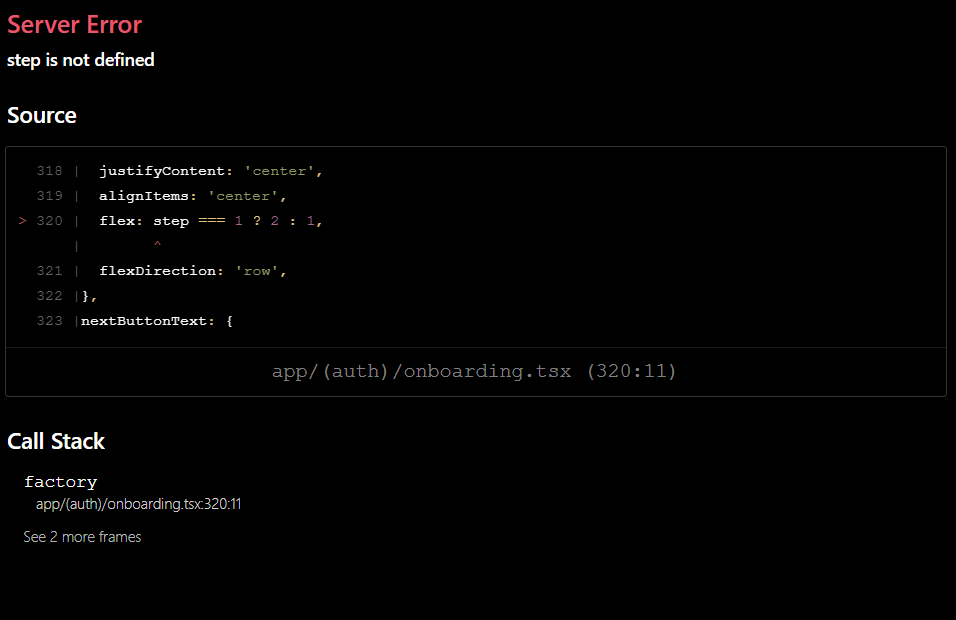 Server Error
step is not defined
Source
318 |   justifyContent: 'center',
319 |   alignItems: 'center',
> 320 |   flex: step === 1 ? 2 : 1,
|         ^
321 |   flexDirection: 'row',
322 | },
323 | nextButtonText: {
app/(auth)/onboarding.tsx (320:11)
Call Stack
factory
app/(auth)/onboarding.tsx:320:11
See 2 more frames